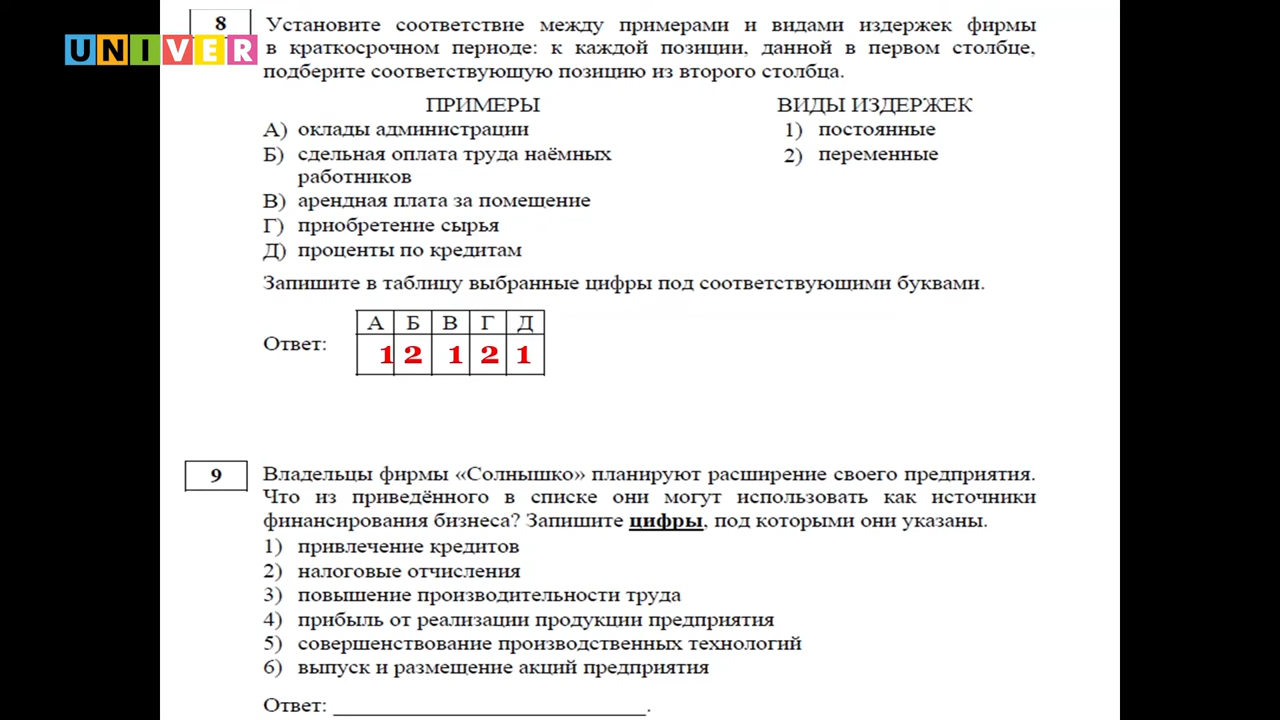 8
UNIVER
Установите соответствие между примерами и видами издержек фирмы
в краткосрочном периоде: к каждой позиции, данной в первом столбце,
подберите соответствующую позицию из второго столбца.
ПРИМЕРЫ ВИДЫ ИЗДЕРЖЕК
А) оклады администрации 1) постоянные
Б) сдельная оплата труда наёмных 2) переменные
работников
В) арендная плата за помещение
Г) приобретение сырья
Д) проценты по кредитам
Запишите в таблицу выбранные цифры под соответствующими буквами.
А Б В Г Д
Ответ: 1 2 1 2 1
9
Владельцы фирмы «Солнышко» планируют расширение своего предприятия.
Что из приведённого в списке они могут использовать как источники
финансирования бизнеса? Запишите цифры, под которыми они указаны.
1) привлечение кредитов
2) налоговые отчисления
3) повышение производительности труда
4) прибыль от реализации продукции предприятия
5) совершенствование производственных технологий
6) выпуск и размещение акций предприятия
Ответ: ____________________________.